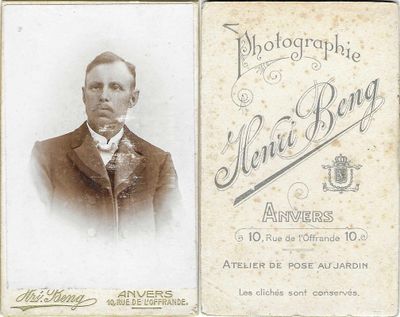 Hri. Beng
ANVERS
10, RUE DE L'OFFRANDE.
Photographie
Henri Beng
ANVERS
10, Rue de l'Offrande 10.
ATELIER DE POSE AU JARDIN
Les clichés sont conservés.